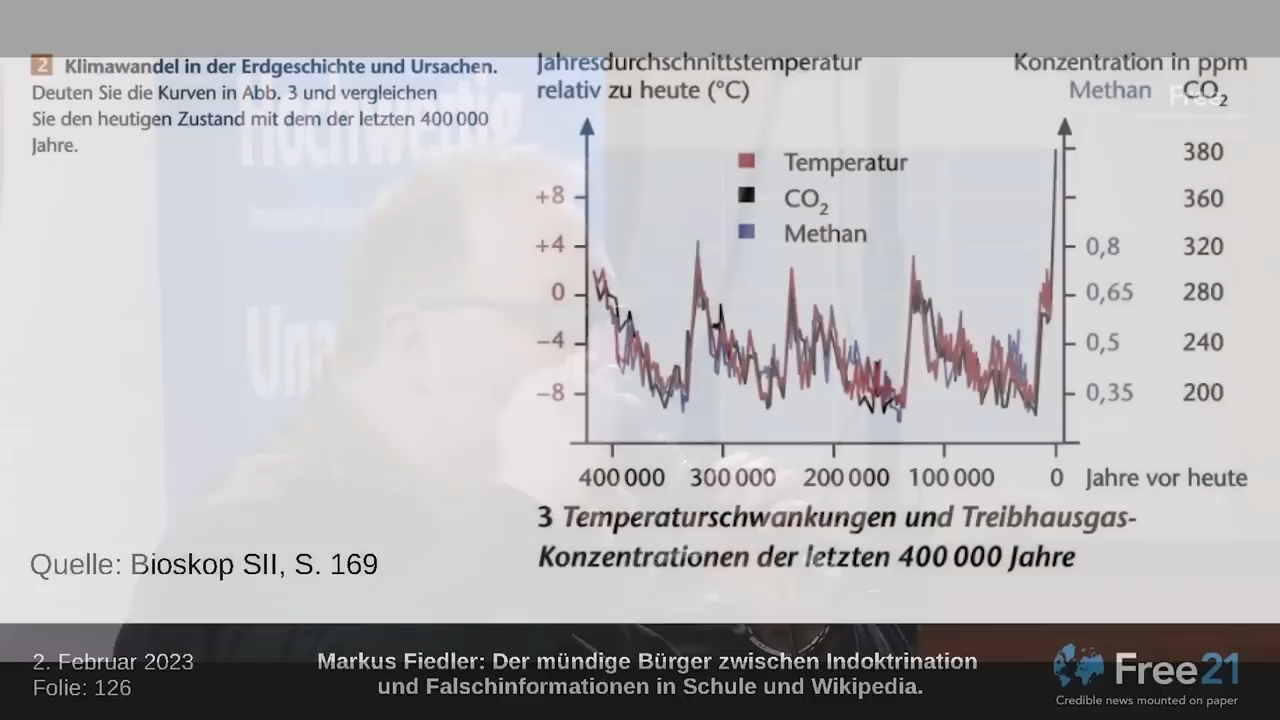 2 Klimawandel in der Erdgeschichte und Ursachen.
Deuten Sie die Kurven in Abb. 3 und vergleichen
Sie den heutigen Zustand mit dem der letzten 400 000
Jahre.
Hochwertig
Una
Quelle: Bioskop SII, S. 169
Jahresdurchschnittstemperatur
relativ zu heute (°C)
Konzentration in ppm
Methan CO₂
Free
Temperatur
CO₂
Methan
+8
+4
0
−4
−8
380
360
0,8 320
0,65 280
0,5 240
0,35 200
400 000 300 000 200 000 100 000 0 Jahre vor heute
3 Temperaturschwankungen und Treibhausgas-
Konzentrationen der letzten 400 000 Jahre
2. Februar 2023
Folie: 126
Markus Fiedler: Der mündige Bürger zwischen Indoktrination
und Falschinformationen in Schule und Wikipedia.
Free21
Credible news mounted on paper